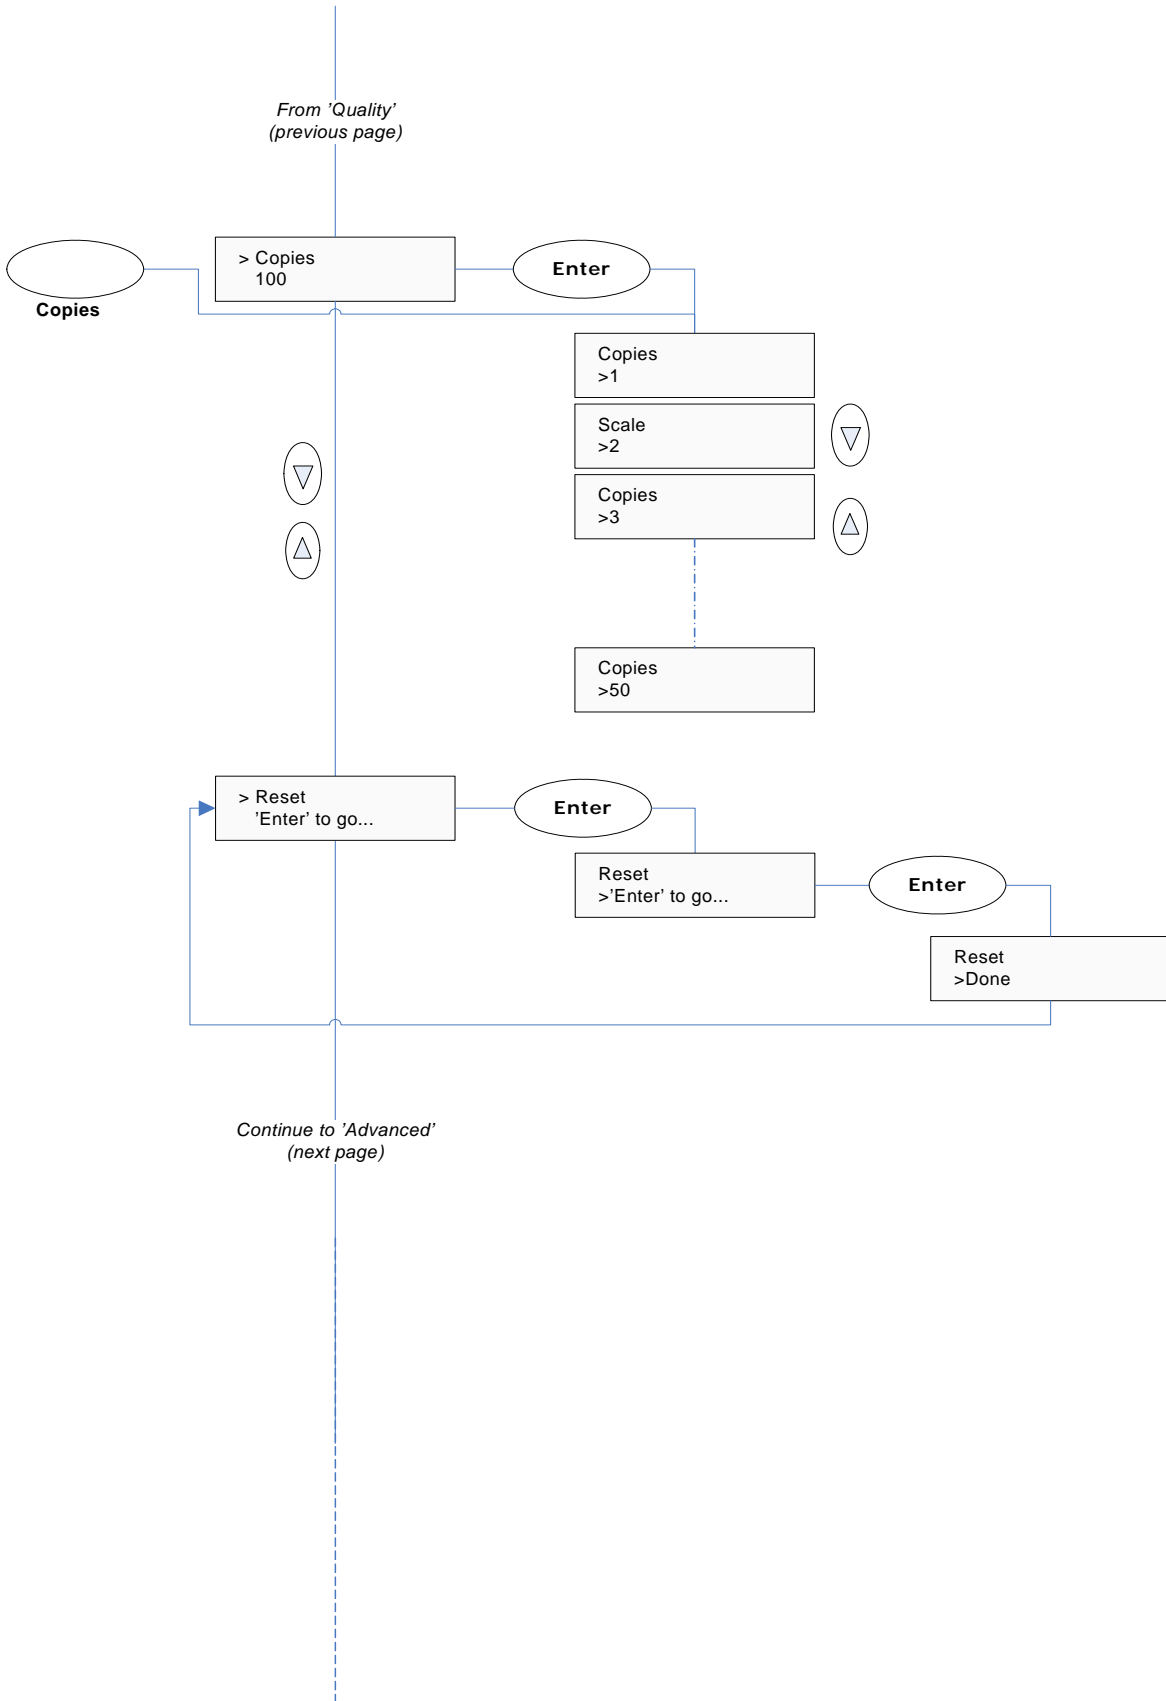 From 'Quality'
(previous page)
> Copies
100
Enter
Copies
Copies
>1
Scale
>2
Copies
>3
Copies
>50
> Reset
'Enter' to go...
Enter
Reset
>'Enter' to go...
Enter
Reset
>Done
Continue to 'Advanced'
(next page)